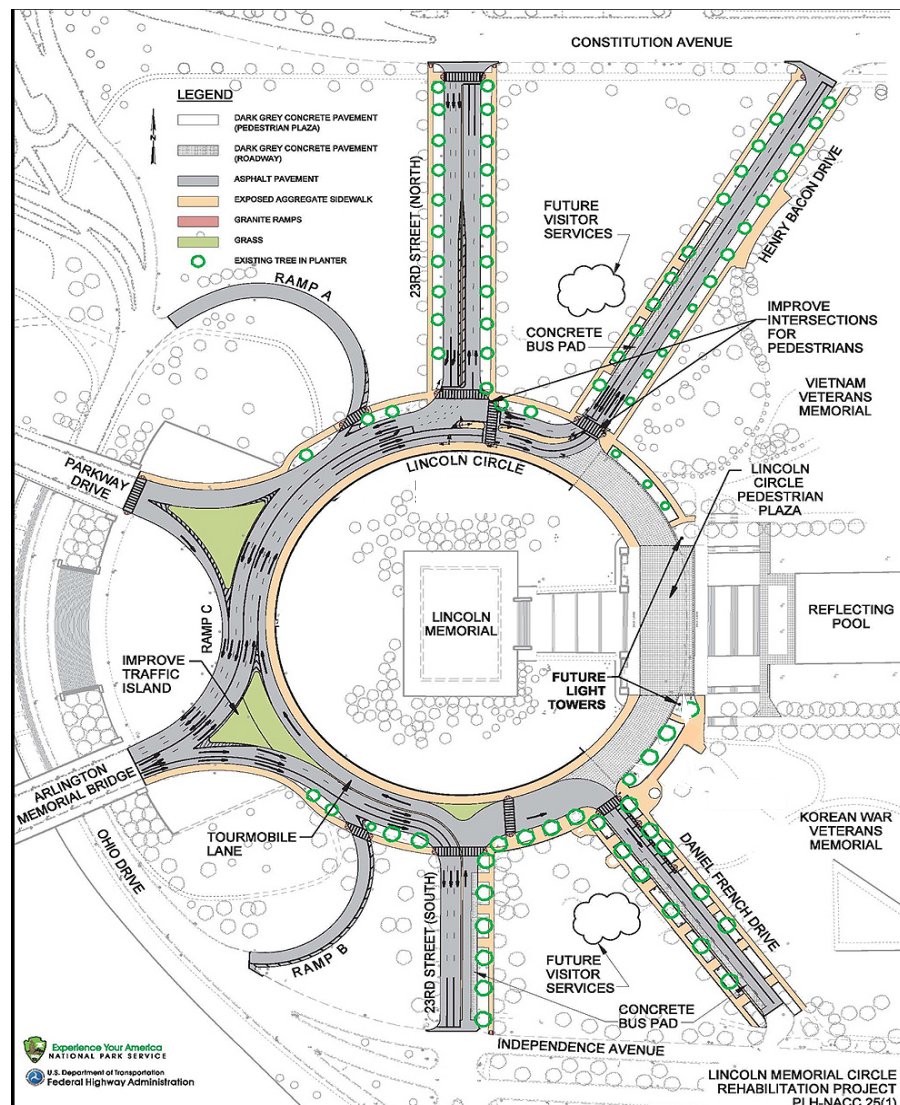 CONSTITUTION AVENUE
LEGEND
DARK GREY CONCRETE PAVEMENT
(PEDESTRIAN PLAZA)
DARK GREY CONCRETE PAVEMENT
(ROADWAY)
ASPHALT PAVEMENT
EXPOSED AGGREGATE SIDEWALK
GRANITE RAMPS
GRASS
EXISTING TREE IN PLANTER
N
23RD STREET (NORTH)
HENRY BACON DRIVE
FUTURE
VISITOR
SERVICES
RAMP A
CONCRETE
BUS PAD
IMPROVE
INTERSECTIONS
FOR
PEDESTRIANS
VIETNAM
VETERANS
MEMORIAL
LINCOLN CIRCLE
PARKWAY
DRIVE
LINCOLN
CIRCLE
PEDESTRIAN
PLAZA
RAMP C
LINCOLN
MEMORIAL
REFLECTING
POOL
IMPROVE
TRAFFIC
ISLAND
FUTURE
LIGHT
TOWERS
ARLINGTON
MEMORIAL BRIDGE
OHIO DRIVE
TOURMOBILE
LANE
KOREAN WAR
VETERANS
MEMORIAL
DANIEL FRENCH DRIVE
23RD STREET (SOUTH)
RAMP B
FUTURE
VISITOR
SERVICES
CONCRETE
BUS PAD
INDEPENDENCE AVENUE
Experience Your America
NATIONAL PARK SERVICE
U.S. Department of Transportation
Federal Highway Administration
LINCOLN MEMORIAL CIRCLE
REHABILITATION PROJECT
PLH-NACC 25(1)